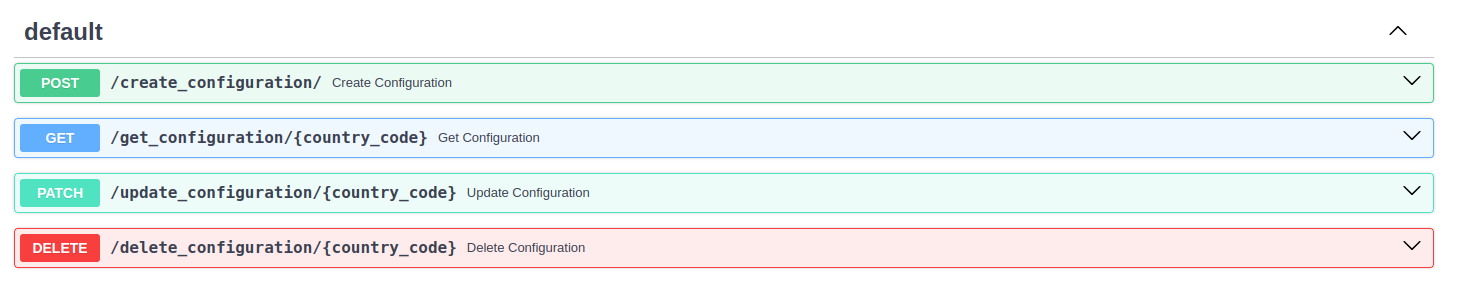 default
POST /create_configuration/ Create Configuration
GET /get_configuration/{country_code} Get Configuration
PATCH /update_configuration/{country_code} Update Configuration
DELETE /delete_configuration/{country_code} Delete Configuration